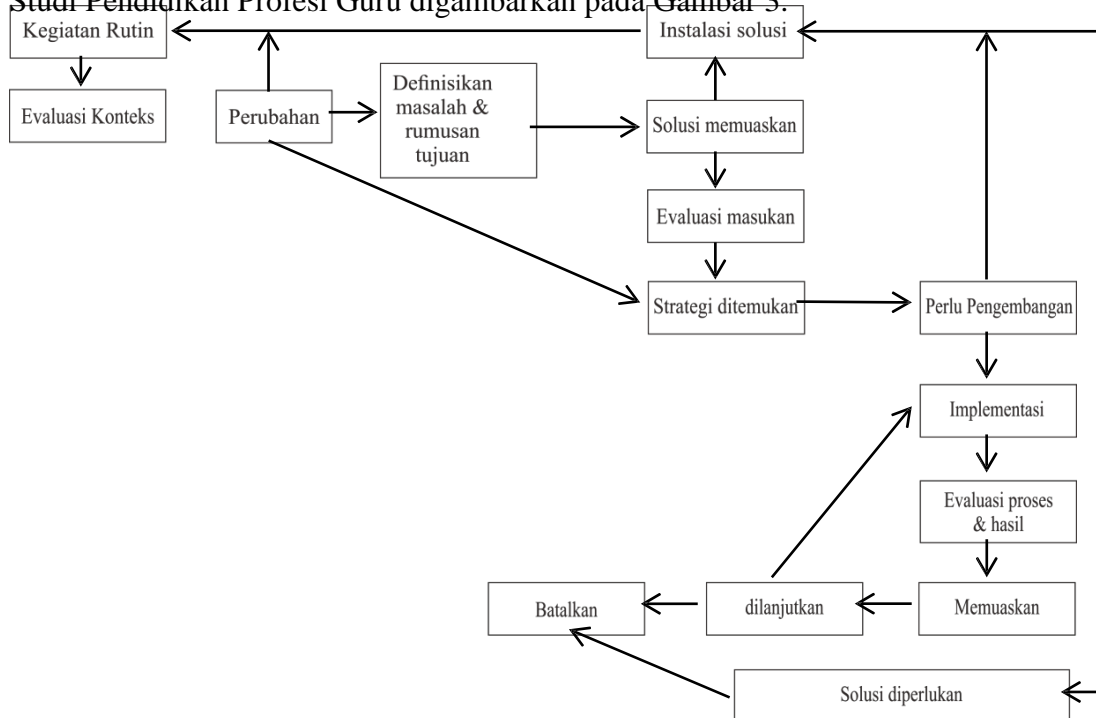 Studi Pendidikan Profesi Guru digambarkan pada Gambar 3.
Kegiatan Rutin
Instalasi solusi
Evaluasi Konteks
Perubahan
Definisikan
masalah &
rumusan
tujuan
Solusi memuaskan
Evaluasi masukan
Strategi ditemukan
Perlu Pengembangan
Implementasi
Evaluasi proses
& hasil
Batalkan
dilanjutkan
Memuaskan
Solusi diperlukan